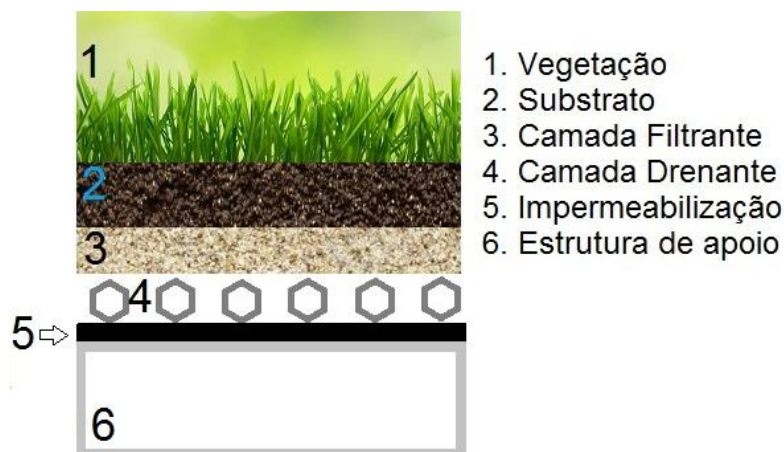 1
2
3
4
5
6
1. Vegetação
2. Substrato
3. Camada Filtrante
4. Camada Drenante
5. Impermeabilização
6. Estrutura de apoio